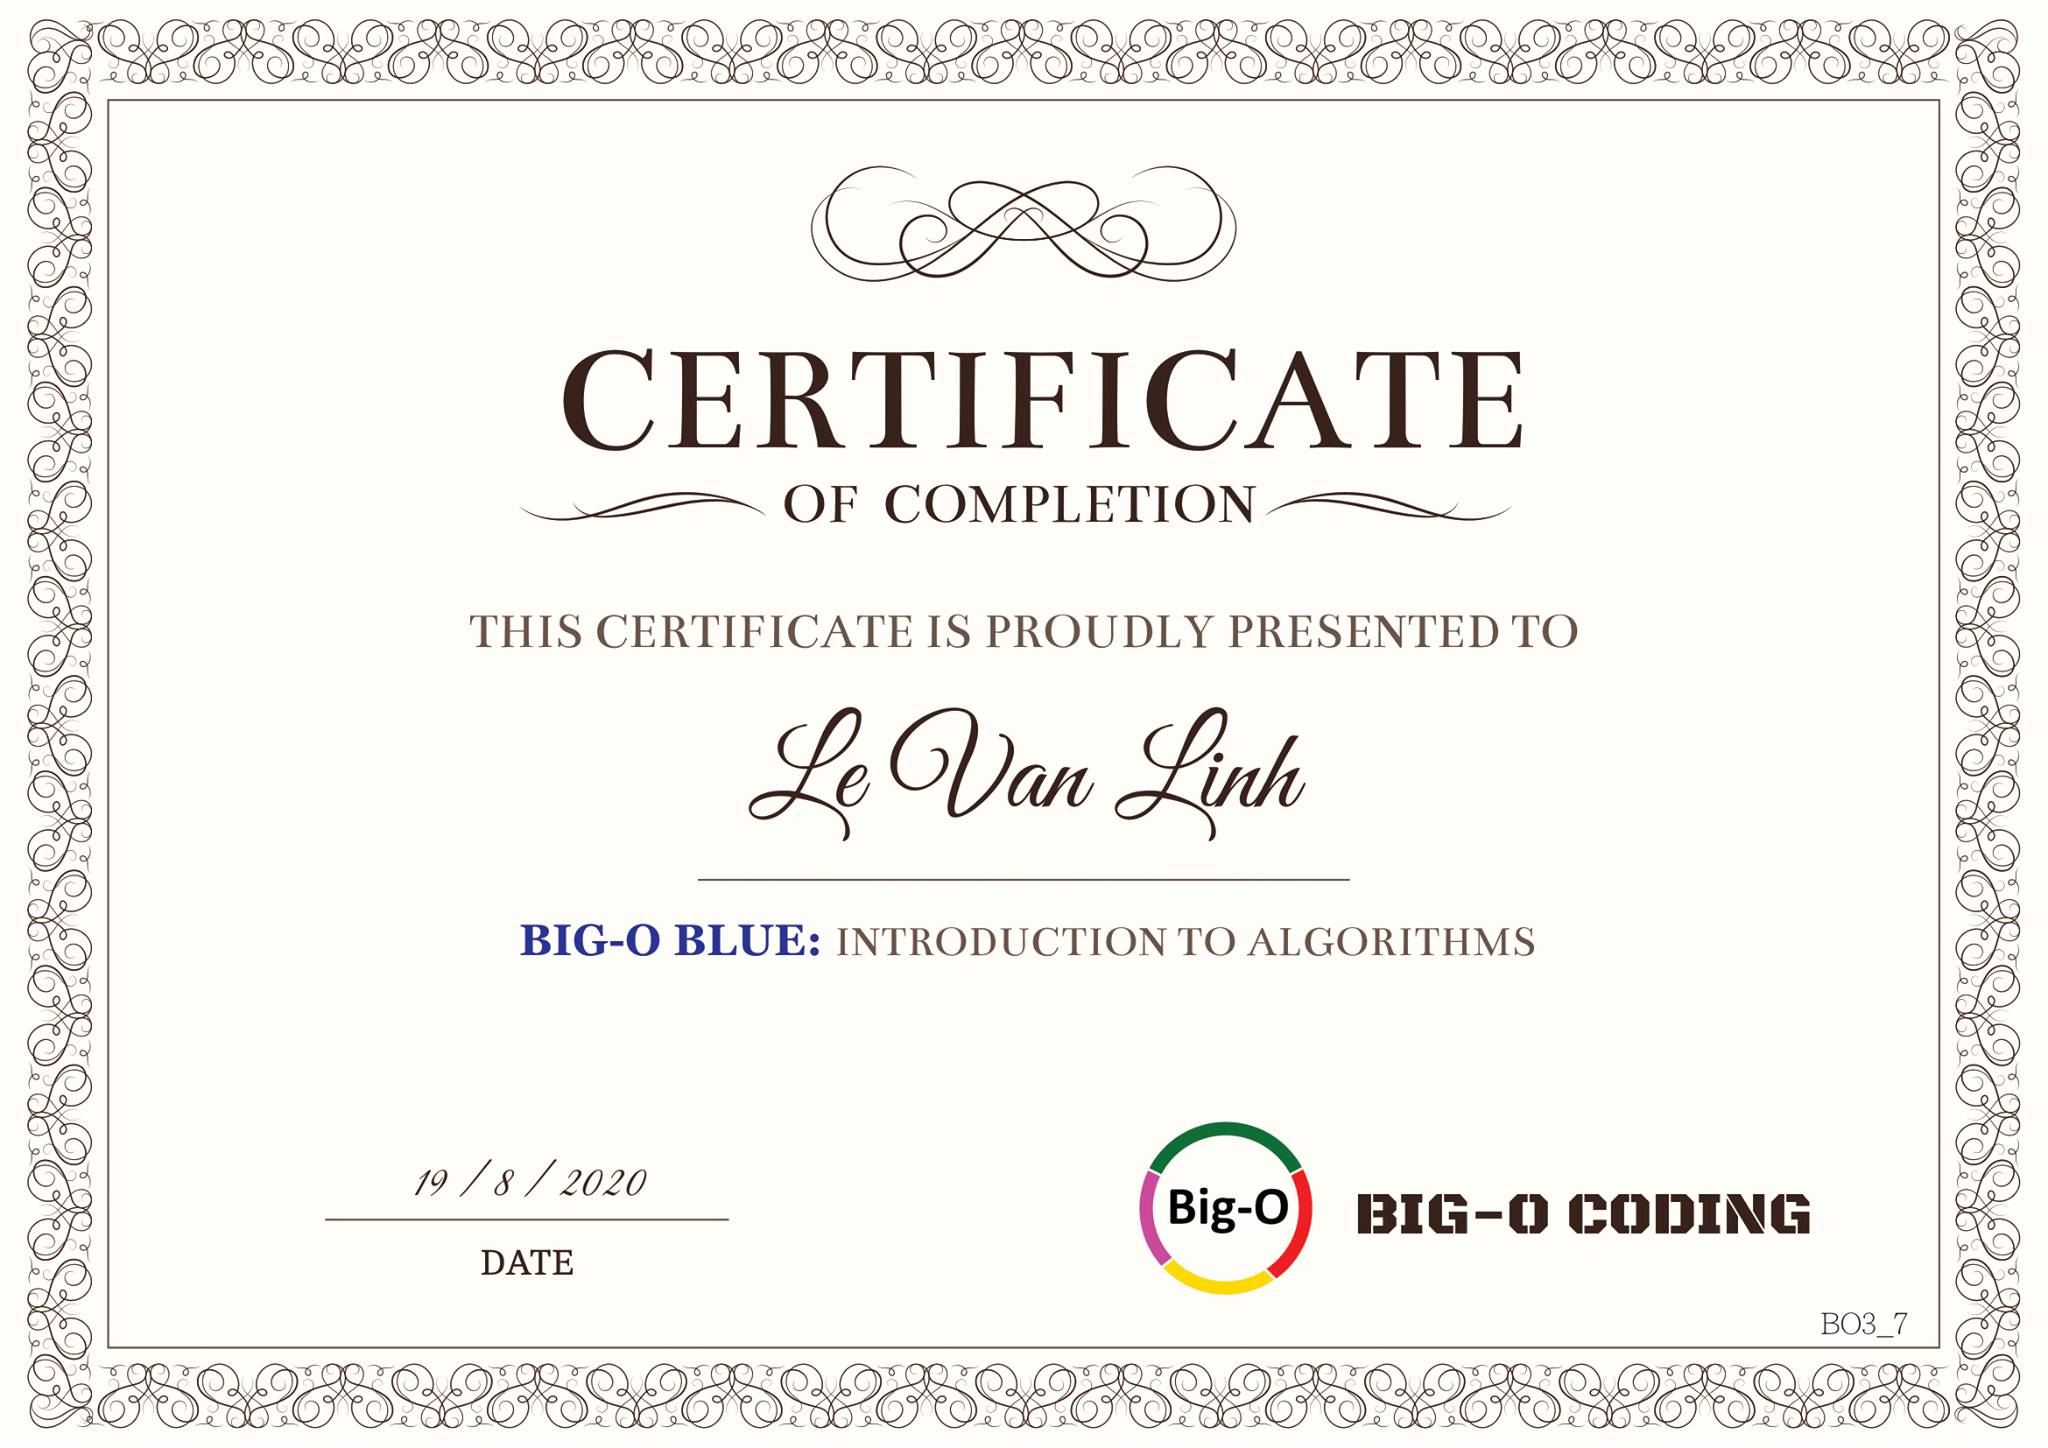 CERTIFICATE
OF COMPLETION
THIS CERTIFICATE IS PROUDLY PRESENTED TO
Le Van Linh
BIG-O BLUE: INTRODUCTION TO ALGORITHMS
19 / 8 / 2020
DATE
Big-O
BIG-O CODING
BO3_7